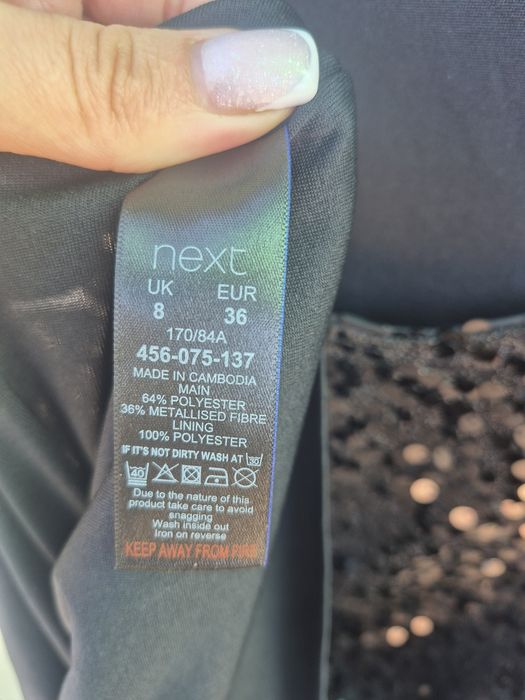 next
UK EUR
8 36
170/84A
456-075-137
MADE IN CAMBODIA
MAIN
64% POLYESTER
36% METALLISED FIBRE
LINING
100% POLYESTER
IF IT'S NOT DIRTY WASH AT 30
40
Due to the nature of this
product take care to avoid
snagging
Wash inside out
Iron on reverse
KEEP AWAY FROM FIRE